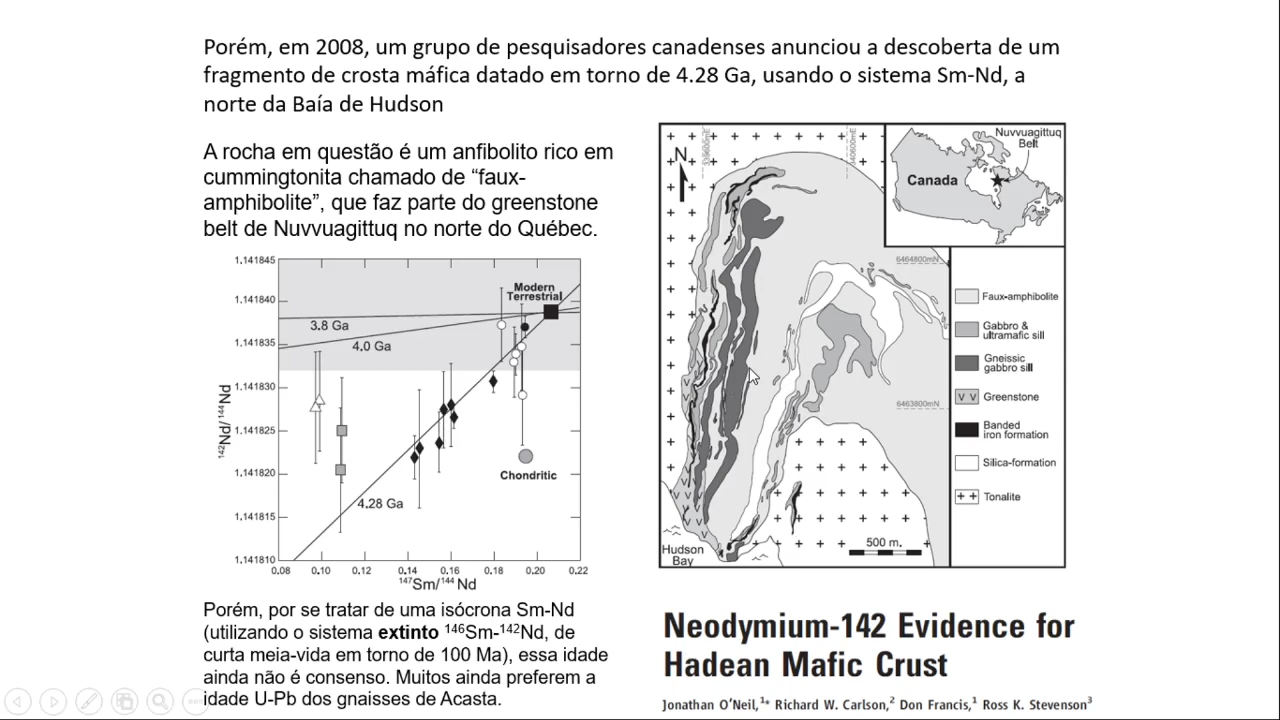 Porém, em 2008, um grupo de pesquisadores canadenses anunciou a descoberta de um
fragmento de crosta máfica datado em torno de 4.28 Ga, usando o sistema Sm-Nd, a
norte da Baía de Hudson
A rocha em questão é um anfibolito rico em
cummingtonita chamado de “faux-
amphibolite”, que faz parte do greenstone
belt de Nuvvuagittuq no norte do Québec.
1,141845
1,141840
1,141835
1,141830
1,141825
1,141820
1,141815
1,141810
¹⁴²Nd/¹⁴⁴Nd
Modern
Terrestrial
3.8 Ga
4.0 Ga
Chondritic
4.28 Ga
0.08 0.10 0.12 0.14 0.16 0.18 0.20 0.22
¹⁴⁷Sm/¹⁴⁴Nd
Porém, por se tratar de uma isócrona Sm-Nd
(utilizando o sistema extinto ¹⁴⁶Sm-¹⁴²Nd, de
curta meia-vida em torno de 100 Ma), essa idade
ainda não é consenso. Muitos ainda preferem a
idade U-Pb dos gnaisses de Acasta.
N
Nuvvuagittuq
Belt
Canada
6464800mN
6463800mN
Faux-amphibolite
Gabbro &
ultramafic sill
Gneissic
gabbro sill
Greenstone
Banded
iron formation
Silica-formation
Tonalite
500 m.
Hudson
Bay
Neodymium-142 Evidence for
Hadean Mafic Crust
Jonathan O’Neil,¹* Richard W. Carlson,² Don Francis,¹ Ross K. Stevenson³